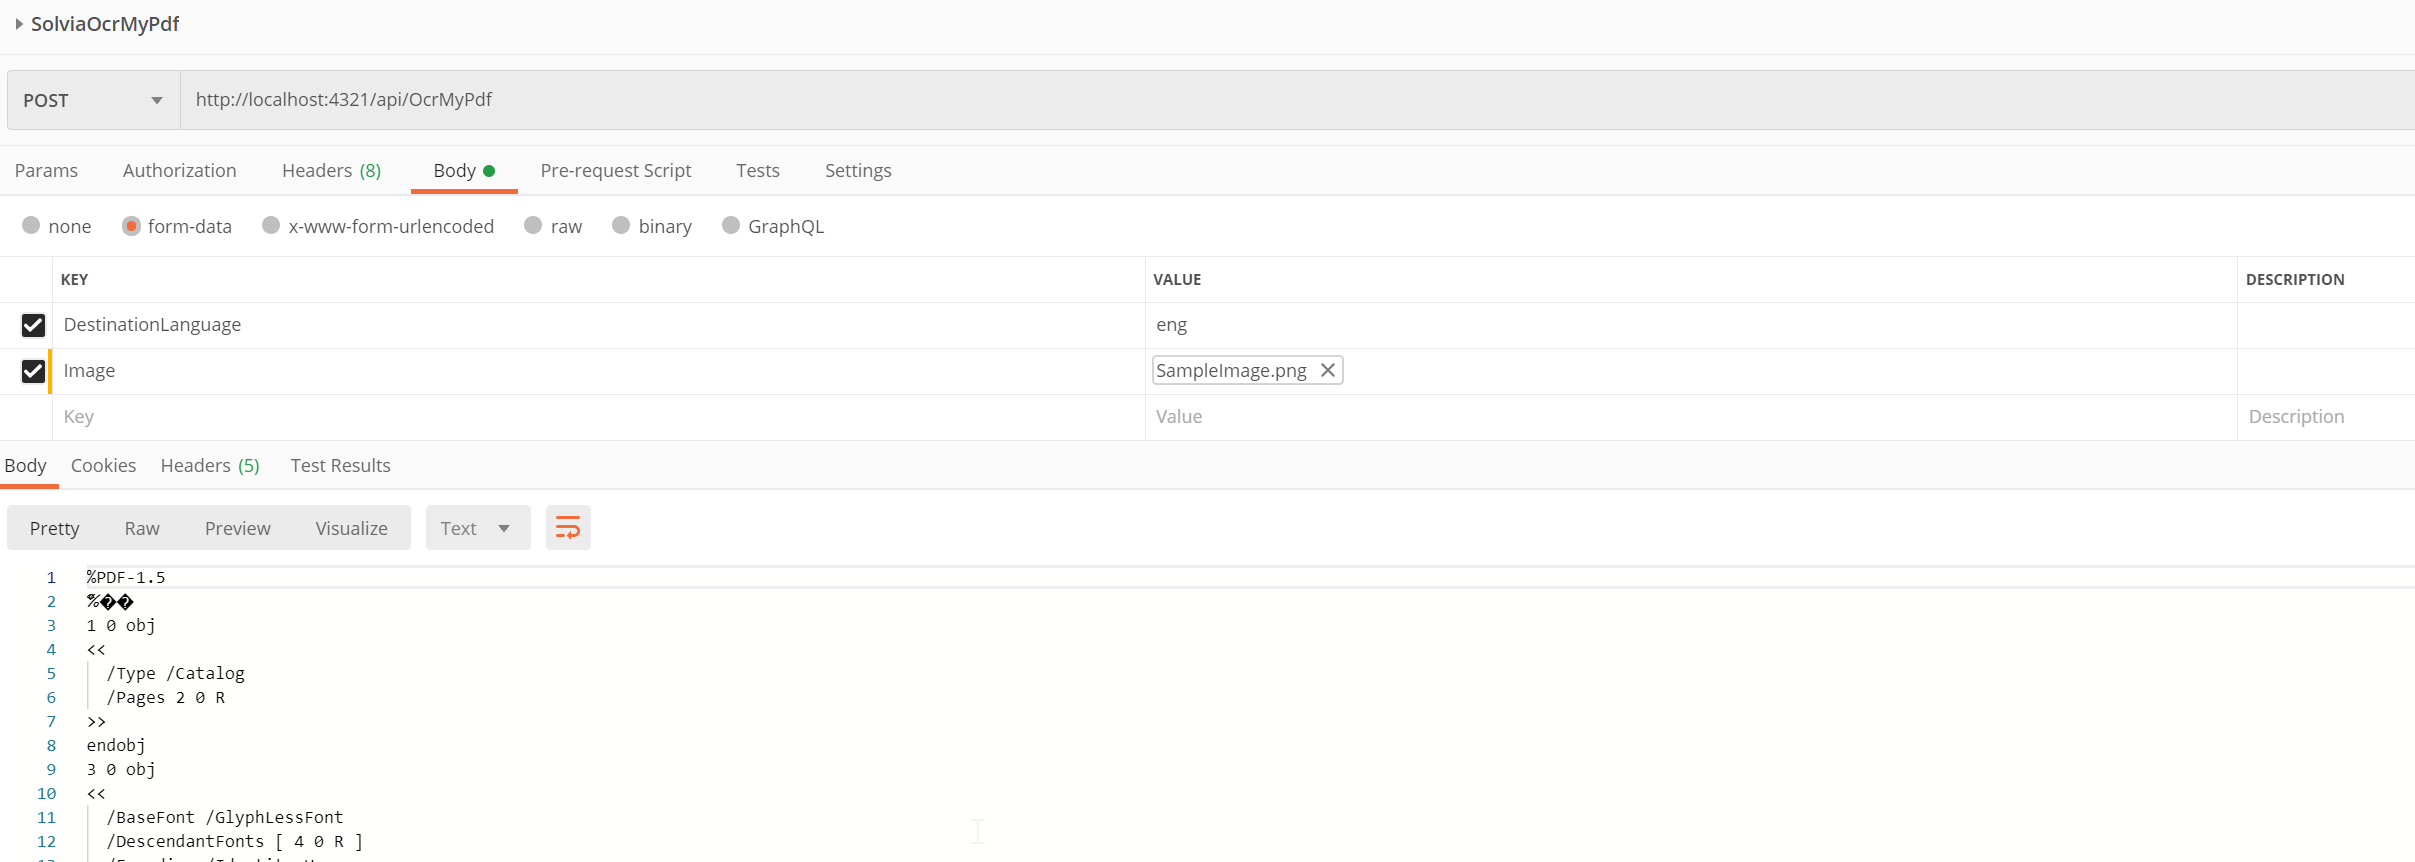 SolviaOcrMyPdf
POST http://localhost:4321/api/OcrMyPdf
Params Authorization Headers (8) Body Pre-request Script Tests Settings
none form-data x-www-form-urlencoded raw binary GraphQL
KEY VALUE DESCRIPTION
DestinationLanguage eng
Image SampleImage.png
Key Value Description
Body Cookies Headers (5) Test Results
Pretty Raw Preview Visualize Text
1 %PDF-1.5
2 %��
3 1 0 obj
4 <<
5 /Type /Catalog
6 /Pages 2 0 R
7 >>
8 endobj
9 3 0 obj
10 <<
11 /BaseFont /GlyphLessFont
12 /DescendantFonts [ 4 0 R ]